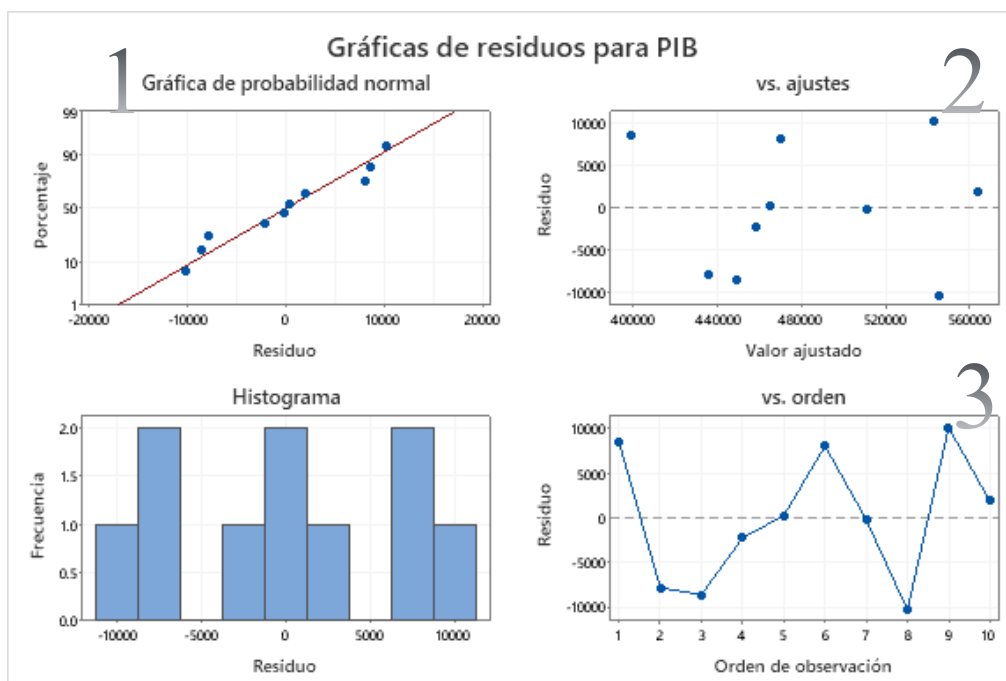 Gráficas de residuos para PIB
1
Gráfica de probabilidad normal
99
90
50
10
1
Porcentaje
-20000 -10000 0 10000 20000
Residuo
2
vs. ajustes
10000
5000
0
-5000
-10000
Residuo
400000 440000 480000 520000 560000
Valor ajustado
Histograma
2.0
1.5
1.0
0.5
0.0
Frecuencia
-10000 -5000 0 5000 10000
Residuo
3
vs. orden
10000
5000
0
-5000
-10000
Residuo
1 2 3 4 5 6 7 8 9 10
Orden de observación